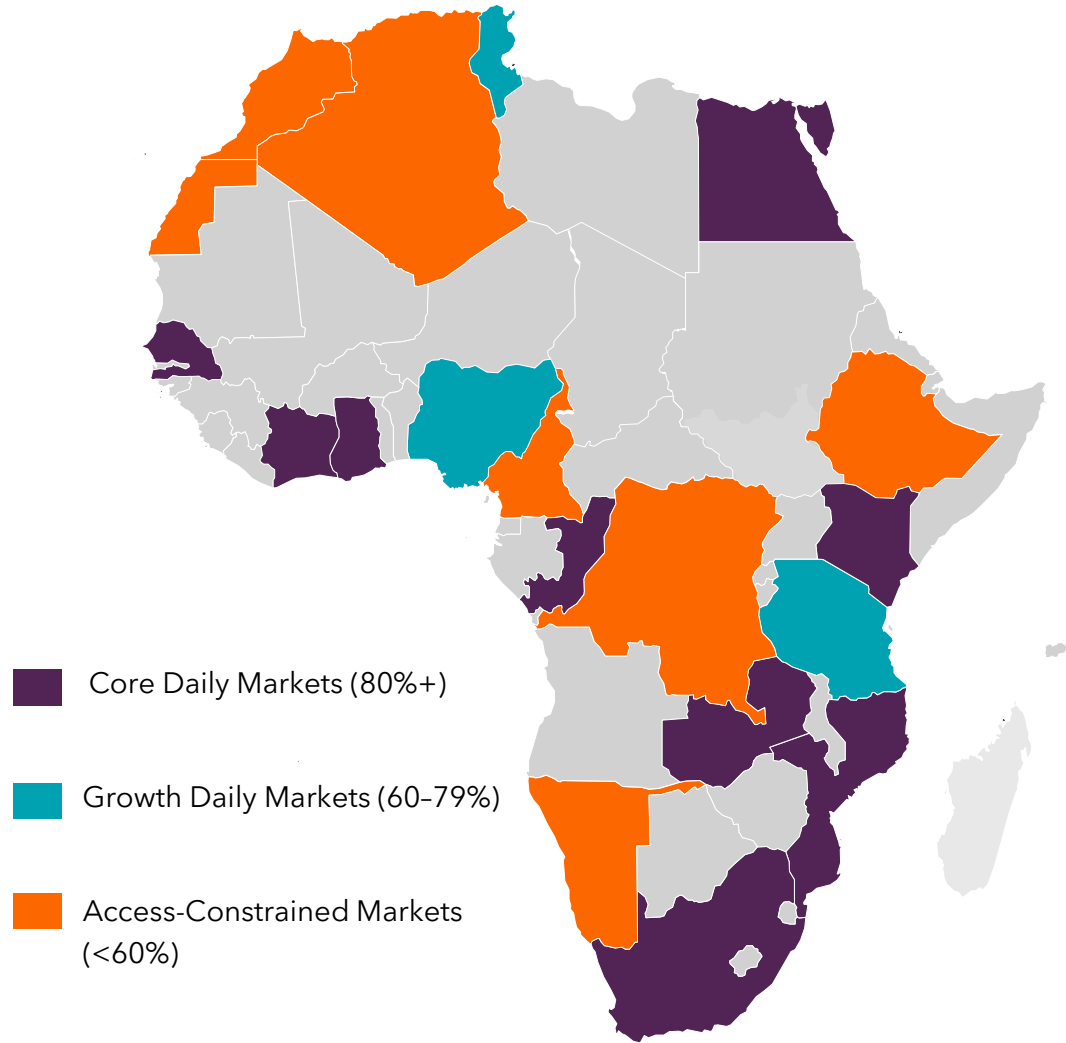 Core Daily Markets (80%+)
Growth Daily Markets (60–79%)
Access-Constrained Markets
(<60%)